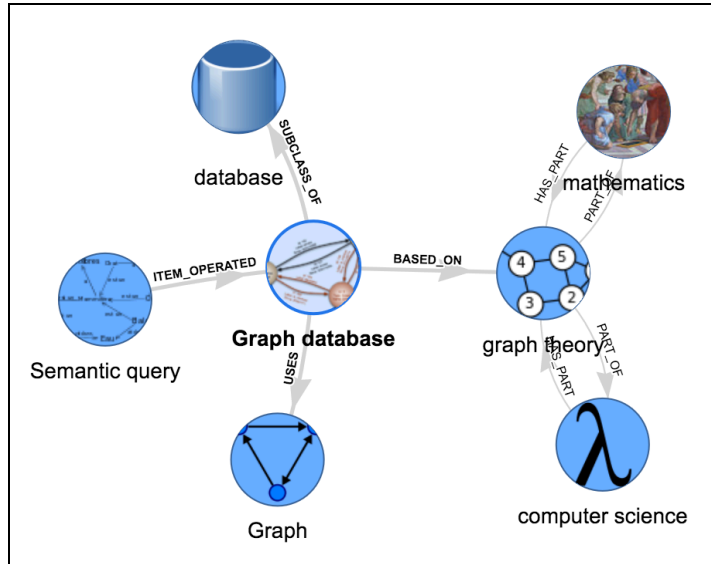 database
SUBCLASS_OF
mathematics
HAS_PART
PART_OF
ITEM_OPERATED
BASED_ON
4
5
3
2
Semantic query
Graph database
graph theory
USES
HAS_PART
PART_OF
Graph
λ
computer science